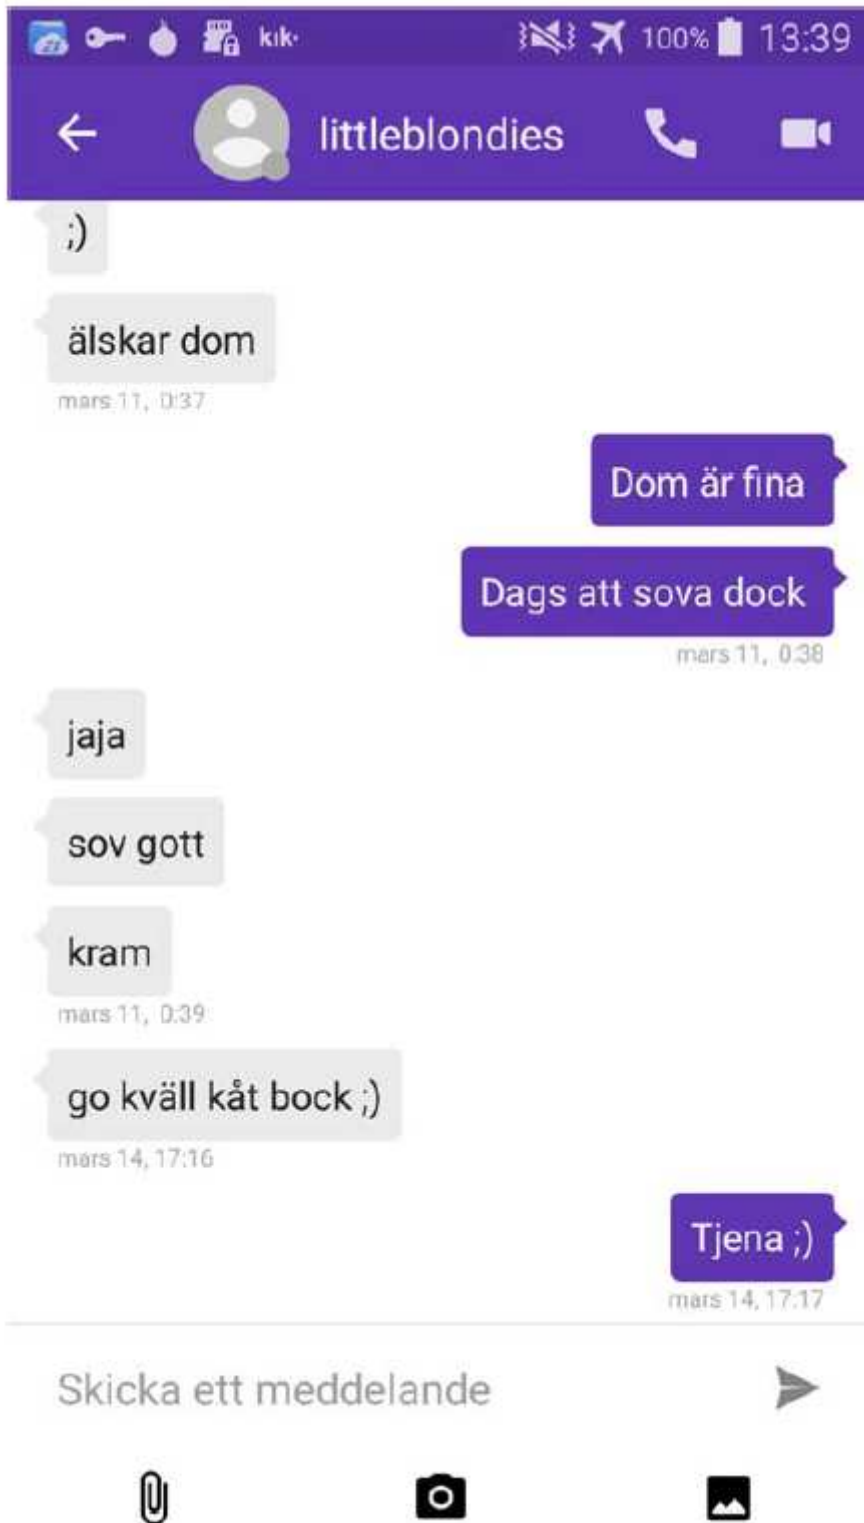 kik·
100% 13:39
littleblondies
;)
älskar dom
mars 11, 0:37
Dom är fina
Dags att sova dock
mars 11, 0:38
jaja
sov gott
kram
mars 11, 0:39
go kväll kåt bock ;)
mars 14, 17:16
Tjena ;)
mars 14, 17:17
Skicka ett meddelande